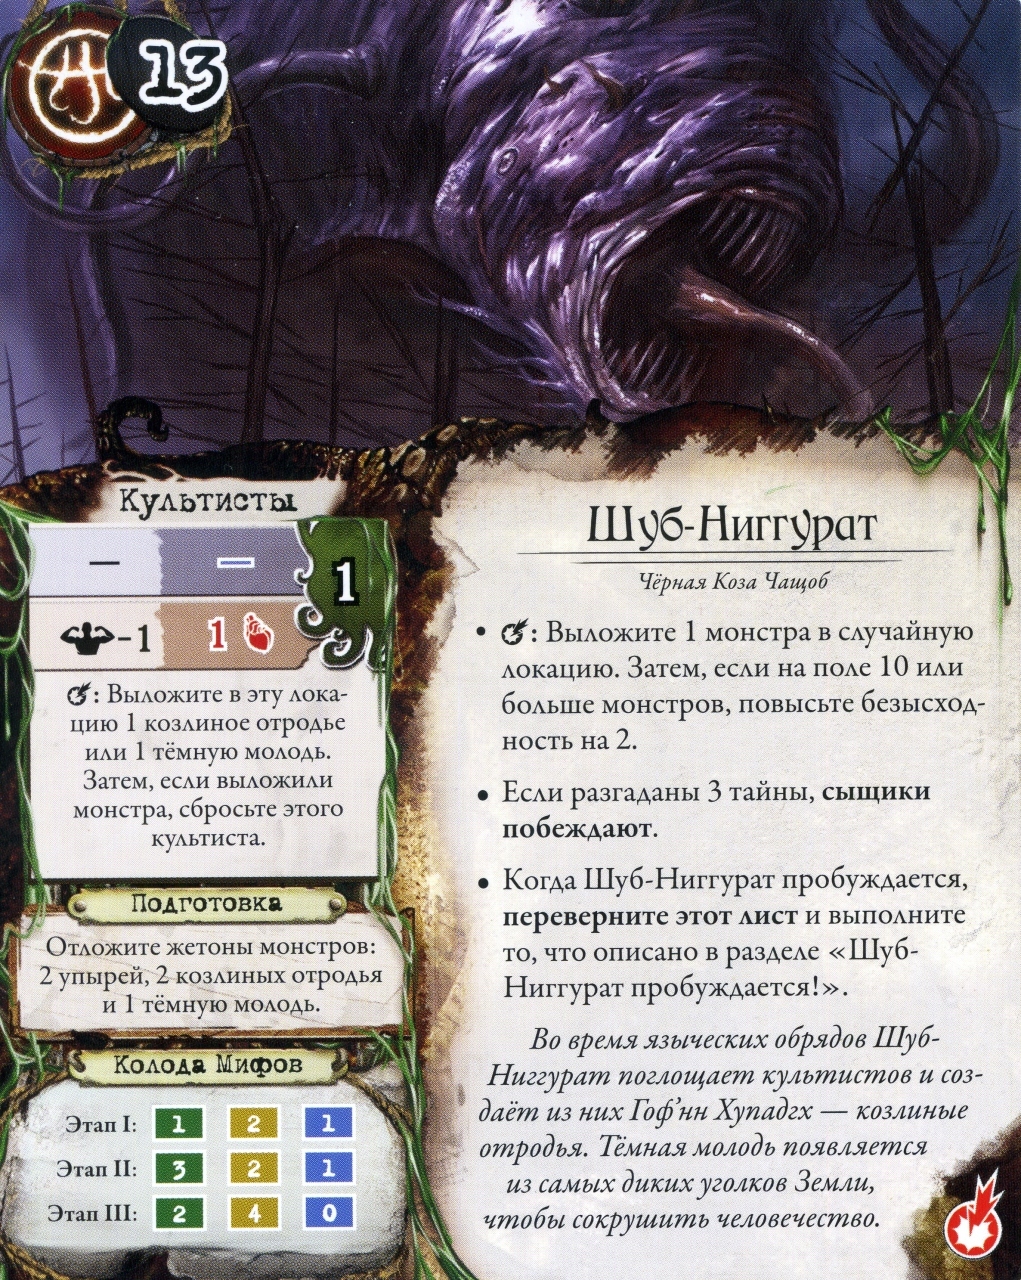 13
Культисты
— —
1
-1 1
: Выложите в эту лока-
цию 1 козлиное отродье
или 1 тёмную молодь.
Затем, если выложили
монстра, сбросьте этого
культиста.
Подготовка
Отложите жетоны монстров:
2 упырей, 2 козлиных отродья
и 1 тёмную молодь.
Колода Мифов
Этап I: 1 2 1
Этап II: 3 2 1
Этап III: 2 4 0
Шуб-Ниггурат
Чёрная Коза Чащоб
• : Выложите 1 монстра в случайную
локацию. Затем, если на поле 10 или
больше монстров, повысьте безысход-
ность на 2.
• Если разгаданы 3 тайны, сыщики
побеждают.
• Когда Шуб-Ниггурат пробуждается,
переверните этот лист и выполните
то, что описано в разделе «Шуб-
Ниггурат пробуждается!».
Во время языческих обрядов Шуб-
Ниггурат поглощает культистов и соз-
даёт из них Гоф’нн Хупадгх — козлиные
отродья. Тёмная молодь появляется
из самых диких уголков Земли,
чтобы сокрушить человечество.